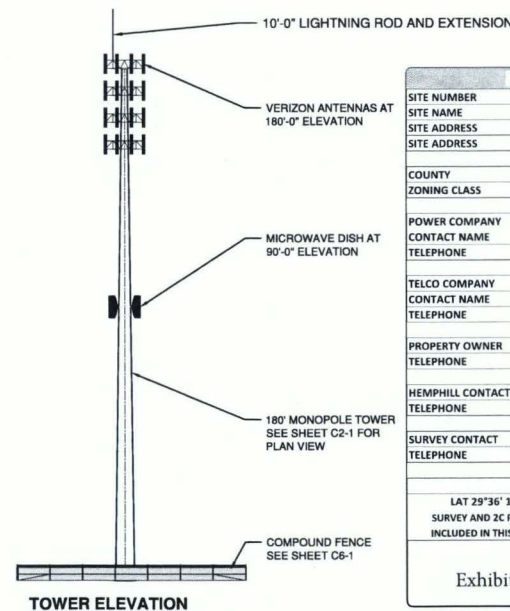 10'-0" LIGHTNING ROD AND EXTENSION
VERIZON ANTENNAS AT
180'-0" ELEVATION
MICROWAVE DISH AT
90'-0" ELEVATION
180' MONOPOLE TOWER
SEE SHEET C2-1 FOR
PLAN VIEW
COMPOUND FENCE
SEE SHEET C6-1
TOWER ELEVATION
SITE NUMBER
SITE NAME
SITE ADDRESS
SITE ADDRESS
COUNTY
ZONING CLASS
POWER COMPANY
CONTACT NAME
TELEPHONE
TELCO COMPANY
CONTACT NAME
TELEPHONE
PROPERTY OWNER
TELEPHONE
HEMPHILL CONTACT
TELEPHONE
SURVEY CONTACT
TELEPHONE
LAT 29°36' 1
SURVEY AND 2C
INCLUDED IN THIS
Exhibi